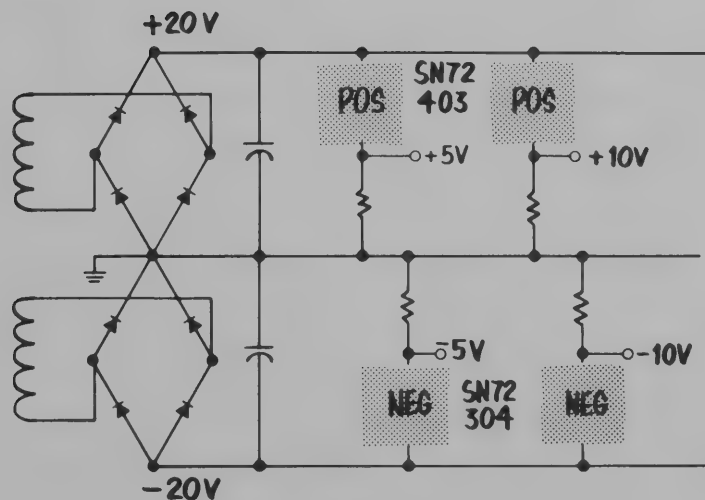 +20V
POS
SN72
403
POS
+5V
+10V
-5V
-10V
NEG
SN72
304
NEG
-20V